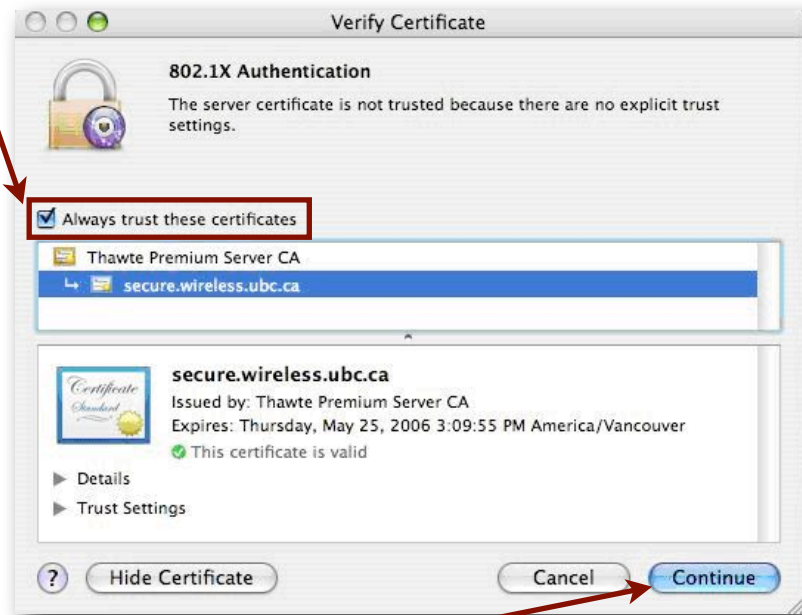 Verify Certificate
802.1X Authentication
The server certificate is not trusted because there are no explicit trust
settings.
Always trust these certificates
Thawte Premium Server CA
secure.wireless.ubc.ca
Certificate
Standard
secure.wireless.ubc.ca
Issued by: Thawte Premium Server CA
Expires: Thursday, May 25, 2006 3:09:55 PM America/Vancouver
This certificate is valid
Details
Trust Settings
? Hide Certificate Cancel Continue